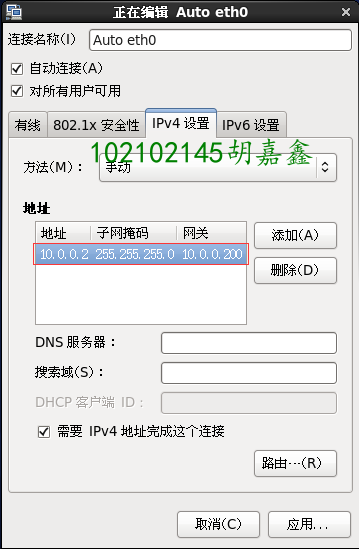 正在编辑 Auto eth0
连接名称(I) Auto eth0
自动连接(A)
对所有用户可用
有线 802.1x 安全性 IPv4 设置 IPv6 设置
102102145胡嘉鑫
方法(M)： 手动
地址
地址 子网掩码 网关 添加(A)
10.0.0.2 255.255.255.0 10.0.0.200
删除(D)
DNS 服务器：
搜索域(S)：
DHCP 客户端 ID：
需要 IPv4 地址完成这个连接
路由…(R)
取消(C) 应用...